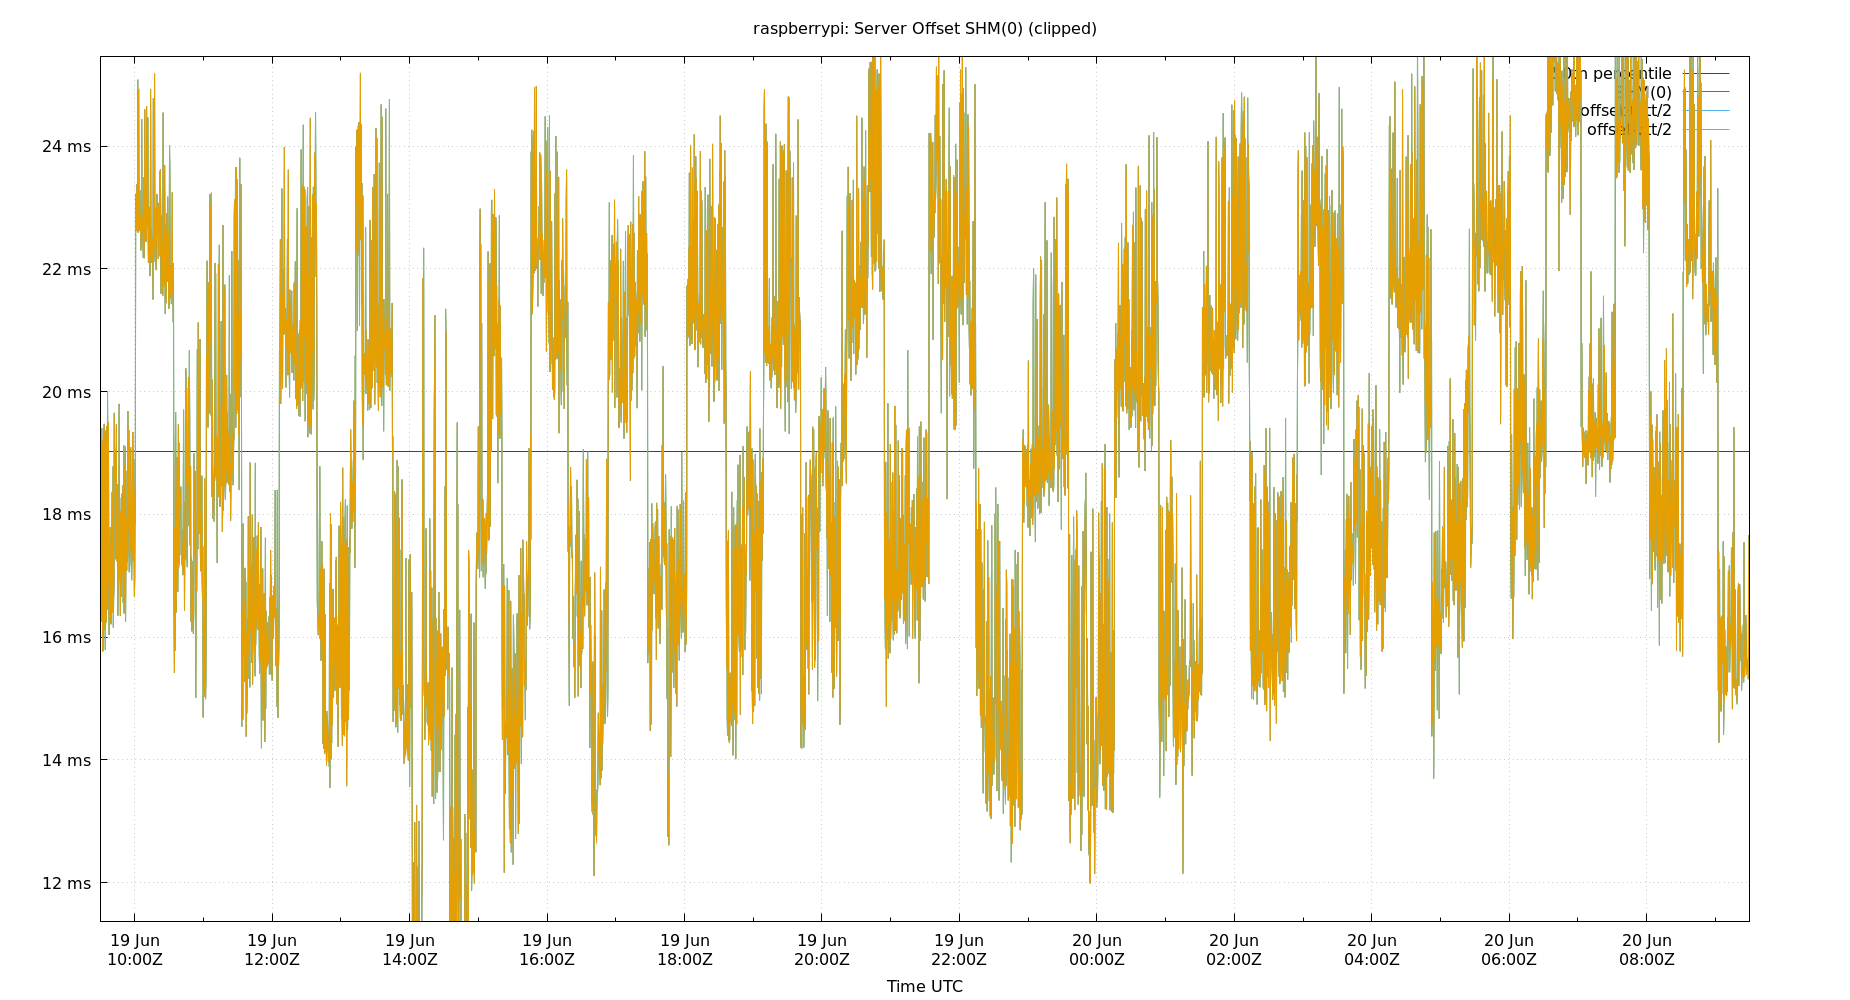 raspberrypi: Server Offset SHM(0) (clipped)
percentile
24 ms
22 ms
20 ms
18 ms
16 ms
14 ms
12 ms
19 Jun 19 Jun 19 Jun 19 Jun 19 Jun 19 Jun 19 Jun 20 Jun 20 Jun 20 Jun 20 Jun 20 Jun
10:00Z 12:00Z 14:00Z 16:00Z 18:00Z 20:00Z 22:00Z 00:00Z 02:00Z 04:00Z 06:00Z 08:00Z
Time UTC